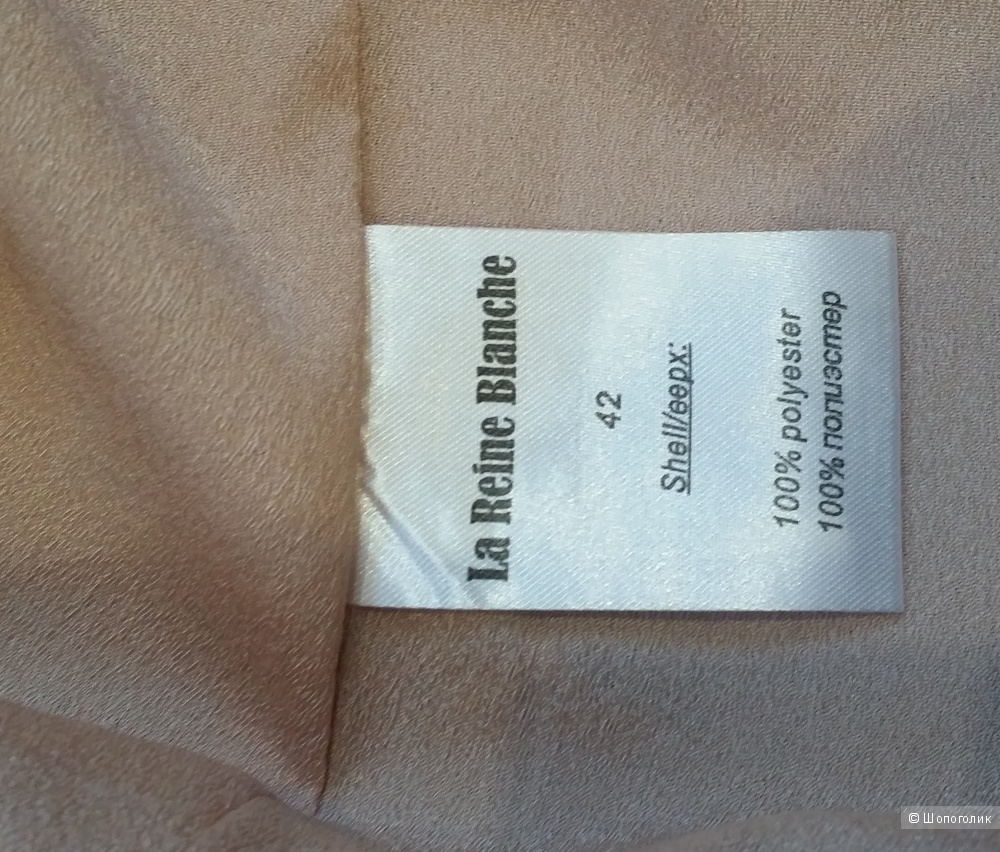 La Reine Blanche
42
Shell/верх:
100% polyester
100% полиэстер
© Шопоголик